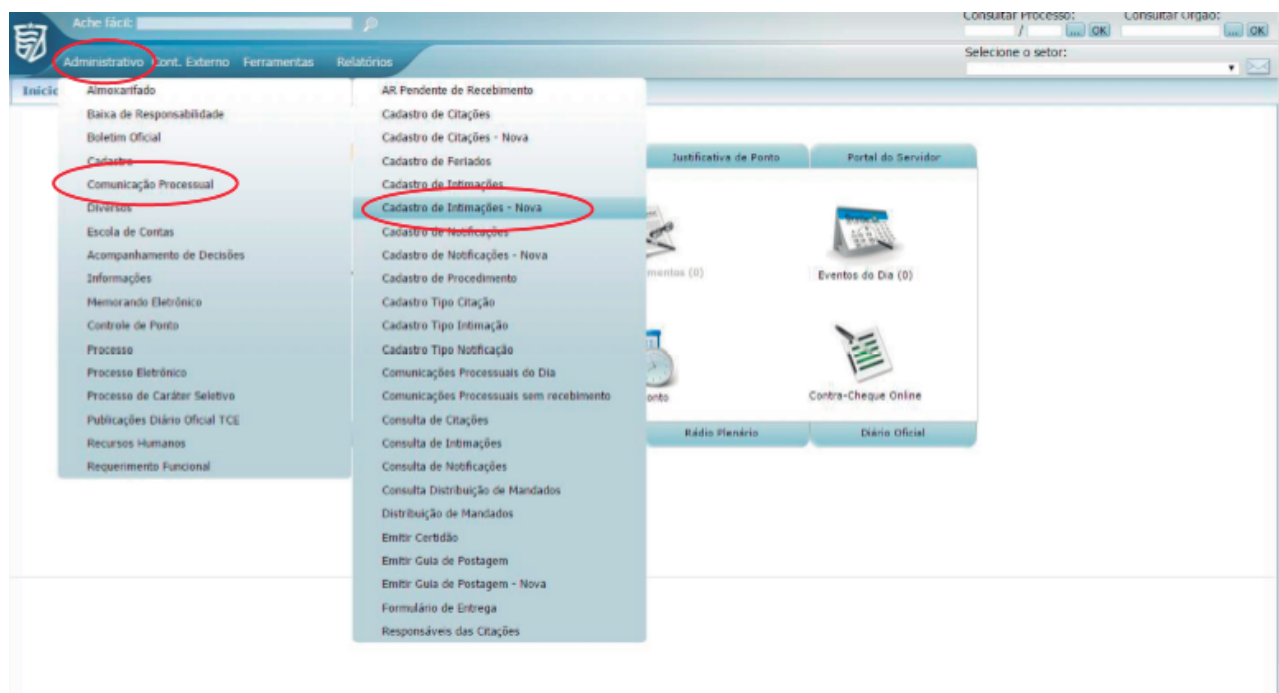 Ache fácil:
Consultar Processo: Consultar Órgão:
/ ... OK ... OK
Administrativo Cont. Externo Ferramentas Relatórios
Selecione o setor:
Iníci
Almoxarifado
Baixa de Responsabilidade
Boletim Oficial
Cadastro
Comunicação Processual
Diversos
Escola de Contas
Acompanhamento de Decisões
Informações
Memorando Eletrônico
Controle de Ponto
Processo
Processo Eletrônico
Processo de Caráter Seletivo
Publicações Diário Oficial TCE
Recursos Humanos
Requerimento Funcional
AR Pendente de Recebimento
Cadastro de Citações
Cadastro de Citações - Nova
Cadastro de Feriados
Cadastro de Intimações
Cadastro de Intimações - Nova
Cadastro de Notificações
Cadastro de Notificações - Nova
Cadastro de Procedimento
Cadastro Tipo Citação
Cadastro Tipo Intimação
Cadastro Tipo Notificação
Comunicações Processuais do Dia
Comunicações Processuais sem recebimento
Consulta de Citações
Consulta de Intimações
Consulta de Notificações
Consulta Distribuição de Mandados
Distribuição de Mandados
Emitir Certidão
Emitir Guia de Postagem
Emitir Guia de Postagem - Nova
Formulário de Entrega
Responsáveis das Citações
Justificativa de Ponto Portal do Servidor
mentos (0) Eventos do Dia (0)
onto Contra-Cheque Online
Rádio Plenário Diário Oficial